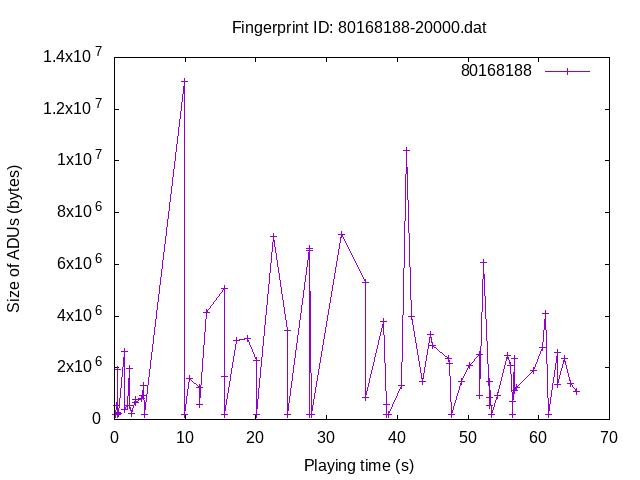 Fingerprint ID: 80168188-20000.dat
80168188
1.4x10^7
1.2x10^7
1x10^7
8x10^6
6x10^6
4x10^6
2x10^6
0
Size of ADUs (bytes)
0 10 20 30 40 50 60 70
Playing time (s)